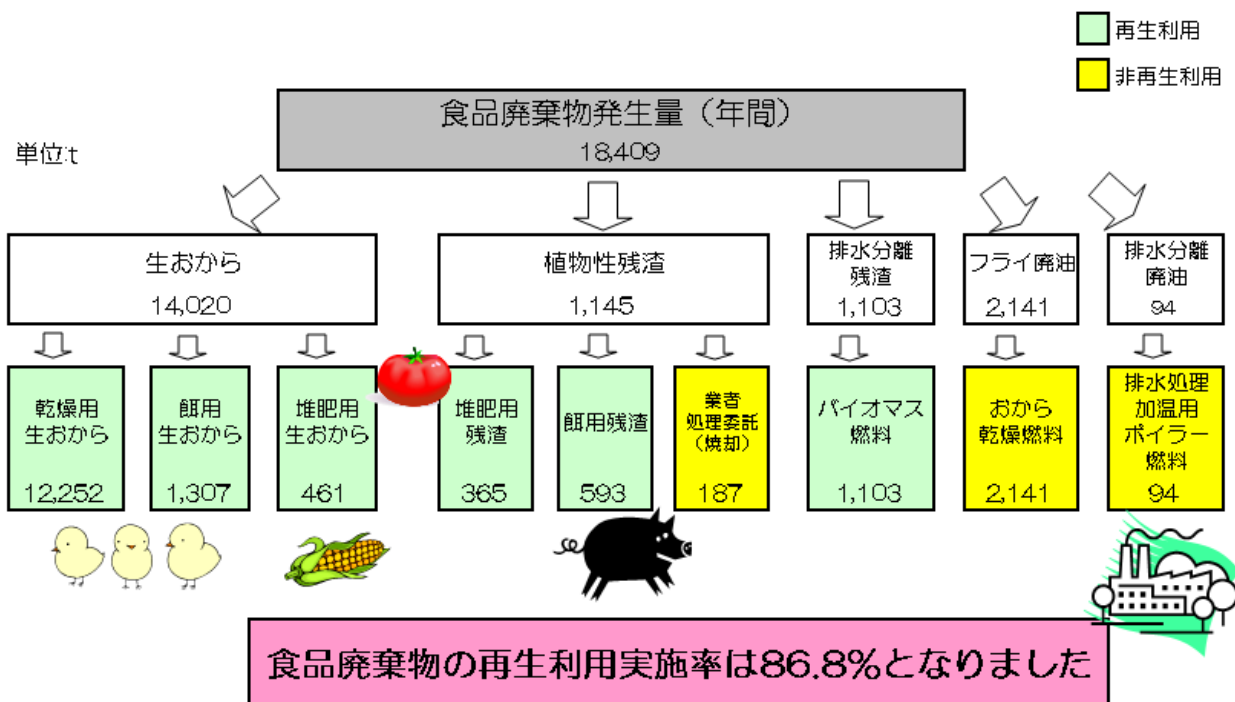 再生利用
非再生利用
食品廃棄物発生量（年間）
18,409
単位:t
生おから
14,020
植物性残渣
1,145
排水分離
残渣
1,103
フライ廃油
2,141
排水分離
廃油
94
乾燥用
生おから
12,252
餌用
生おから
1,307
堆肥用
生おから
461
堆肥用
残渣
365
餌用残渣
593
業者
処理委託
（焼却）
187
バイオマス
燃料
1,103
おから
乾燥燃料
2,141
排水処理
加温用
ボイラー
燃料
94
食品廃棄物の再生利用実施率は86.8%となりました